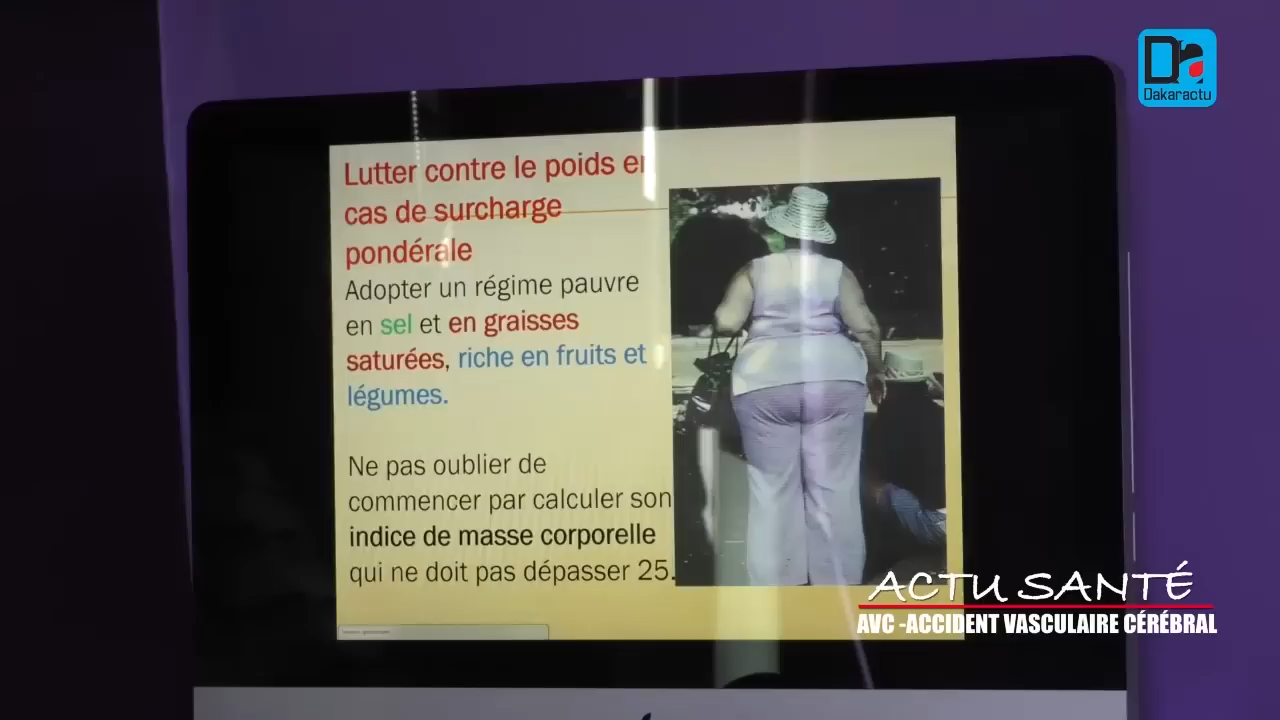 Da
Dakaractu
Lutter contre le poids en
cas de surcharge
pondérale
Adopter un régime pauvre
en sel et en graisses
saturées, riche en fruits et
légumes.
Ne pas oublier de
commencer par calculer son
indice de masse corporelle
qui ne doit pas dépasser 25.
ACTU SANTÉ
AVC -ACCIDENT VASCULAIRE CÉRÉBRAL